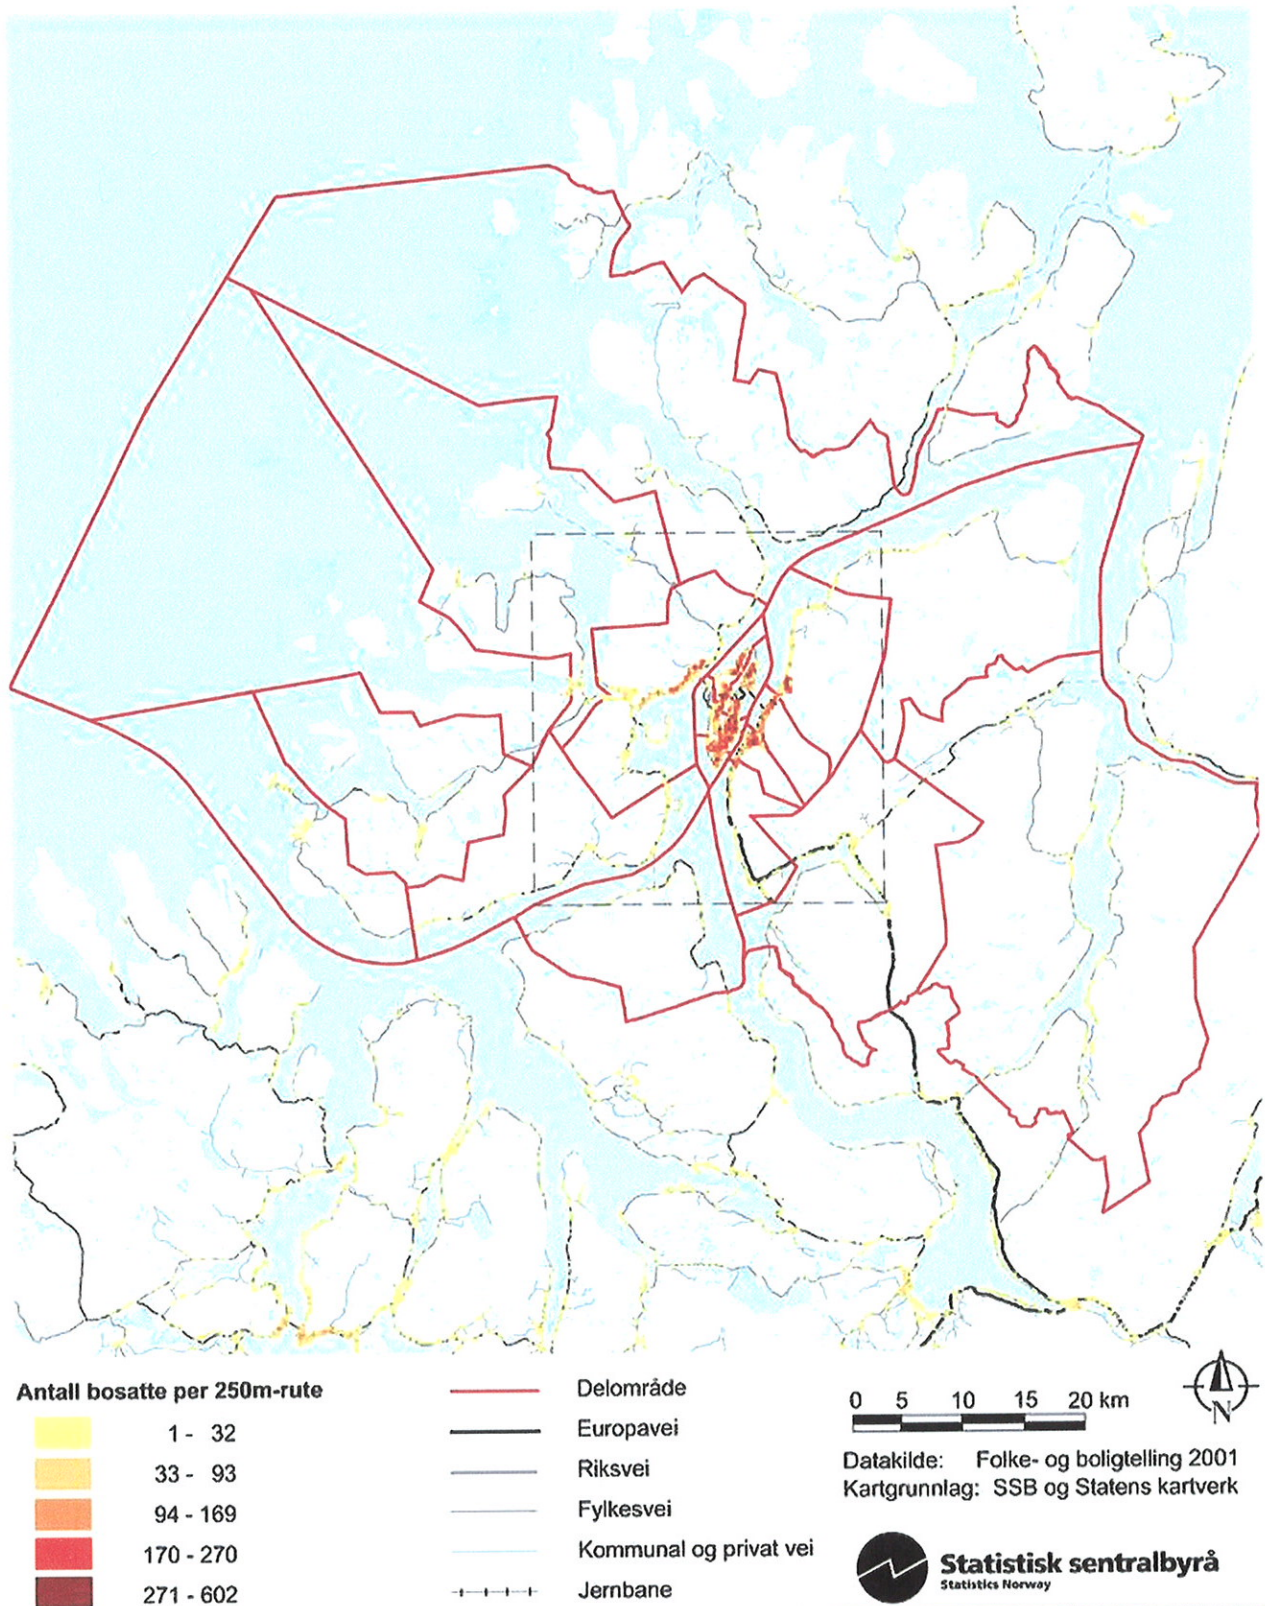 Antall bosatte per 250m-rute
1 - 32
33 - 93
94 - 169
170 - 270
271 - 602
Delområde
Europavei
Riksvei
Fylkesvei
Kommunal og privat vei
Jernbane
0 5 10 15 20 km
N
Datakilde: Folke- og boligtelling 2001
Kartgrunnlag: SSB og Statens kartverk
Statistisk sentralbyrå
Statistics Norway